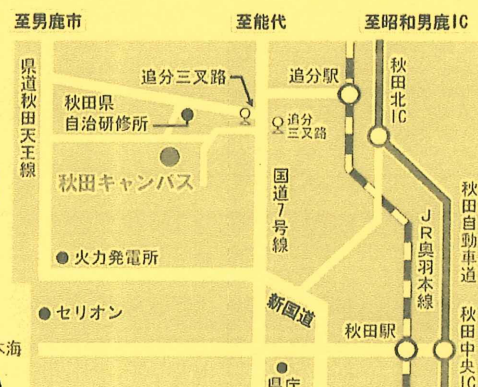 至男鹿市
至能代
至昭和男鹿IC
県道秋田天王線
追分三叉路
追分駅
秋田北IC
秋田県
自治研修所
追分
三叉路
秋田キャンパス
国道7号線
秋田自動車道
JR奥羽本線
火力発電所
新国道
セリオン
秋田駅
秋田中央IC
本海
県庁